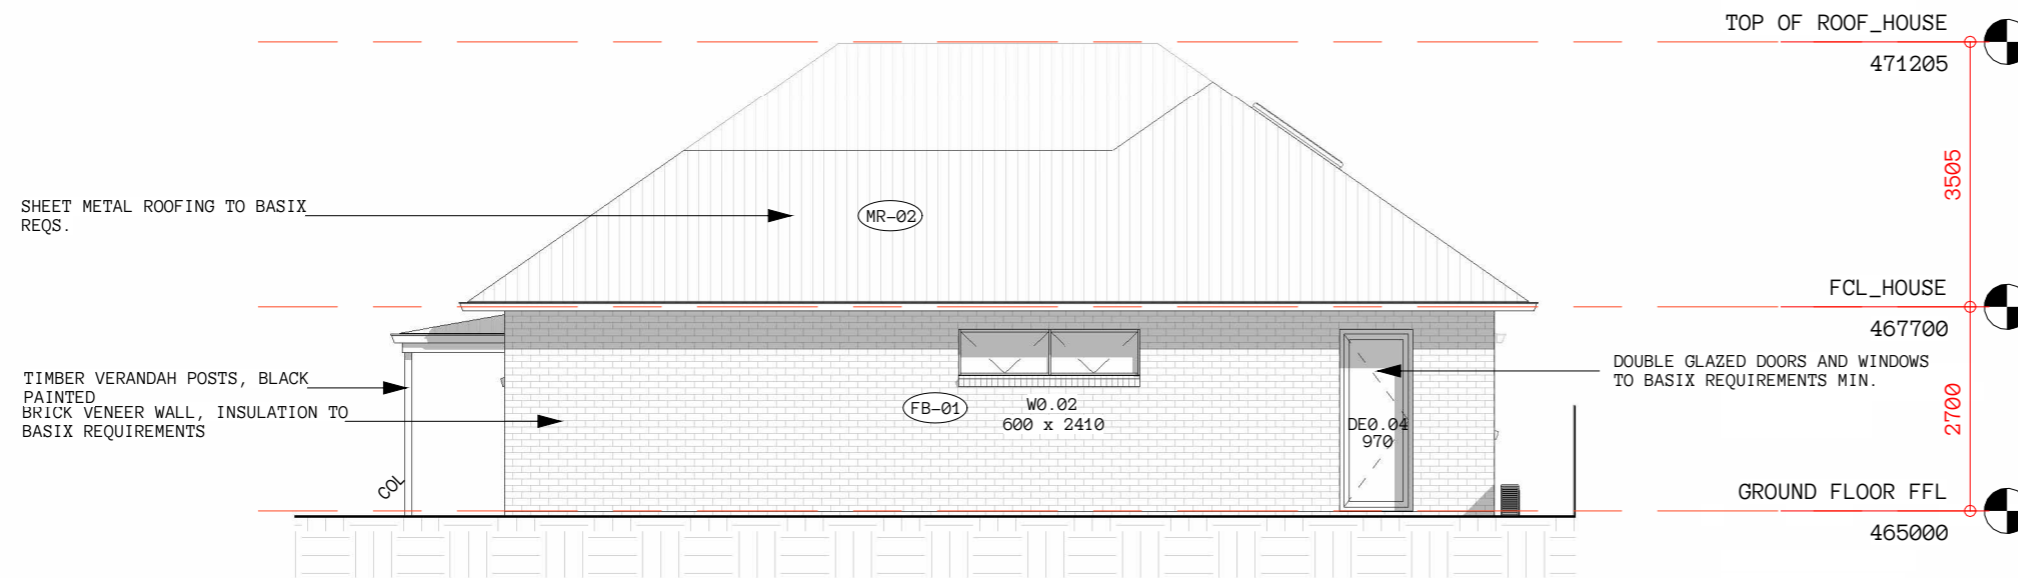 TOP OF ROOF_HOUSE
471205
3505
SHEET METAL ROOFING TO BASIX
REQS.
MR-02
FCL_HOUSE
467700
DOUBLE GLAZED DOORS AND WINDOWS
TO BASIX REQUIREMENTS MIN.
TIMBER VERANDAH POSTS, BLACK
PAINTED
BRICK VENEER WALL, INSULATION TO
BASIX REQUIREMENTS
FB-01
W0.02
600 x 2410
DE0.04
970
2700
COL
GROUND FLOOR FFL
465000